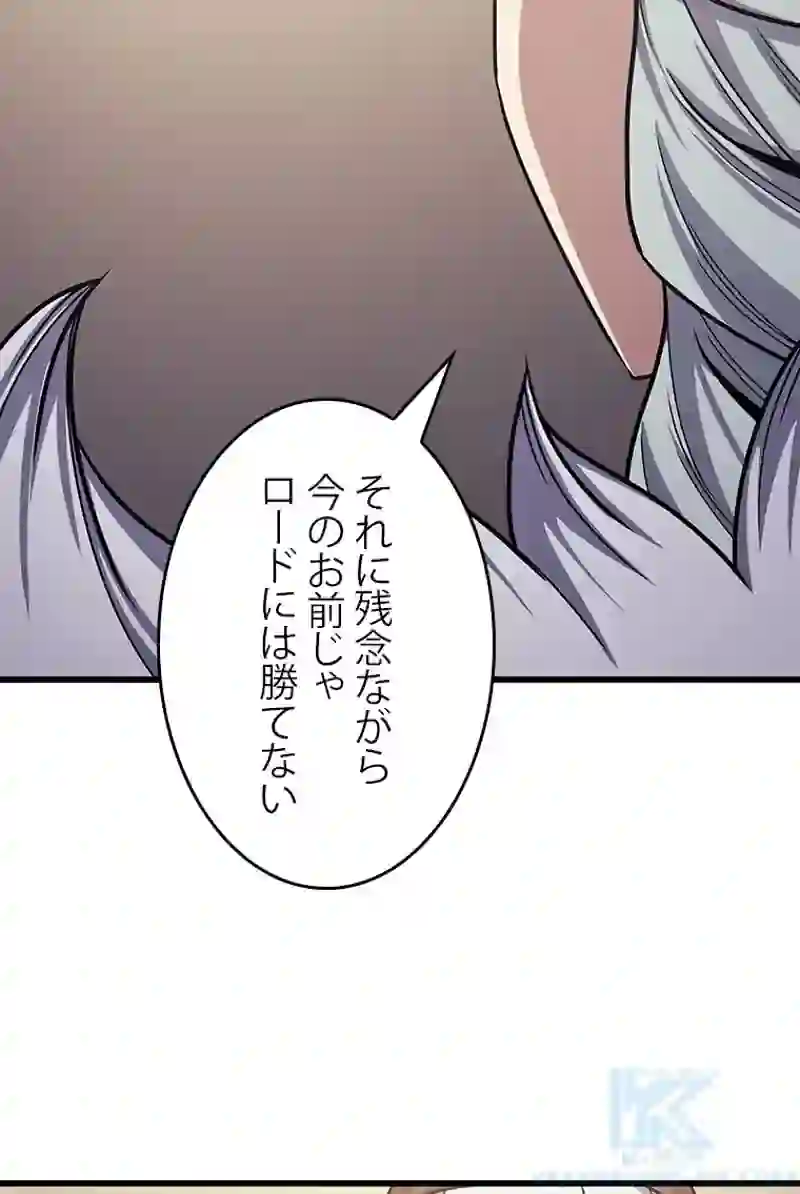 それに残念ながら
今のお前じゃ
ロードには勝てない